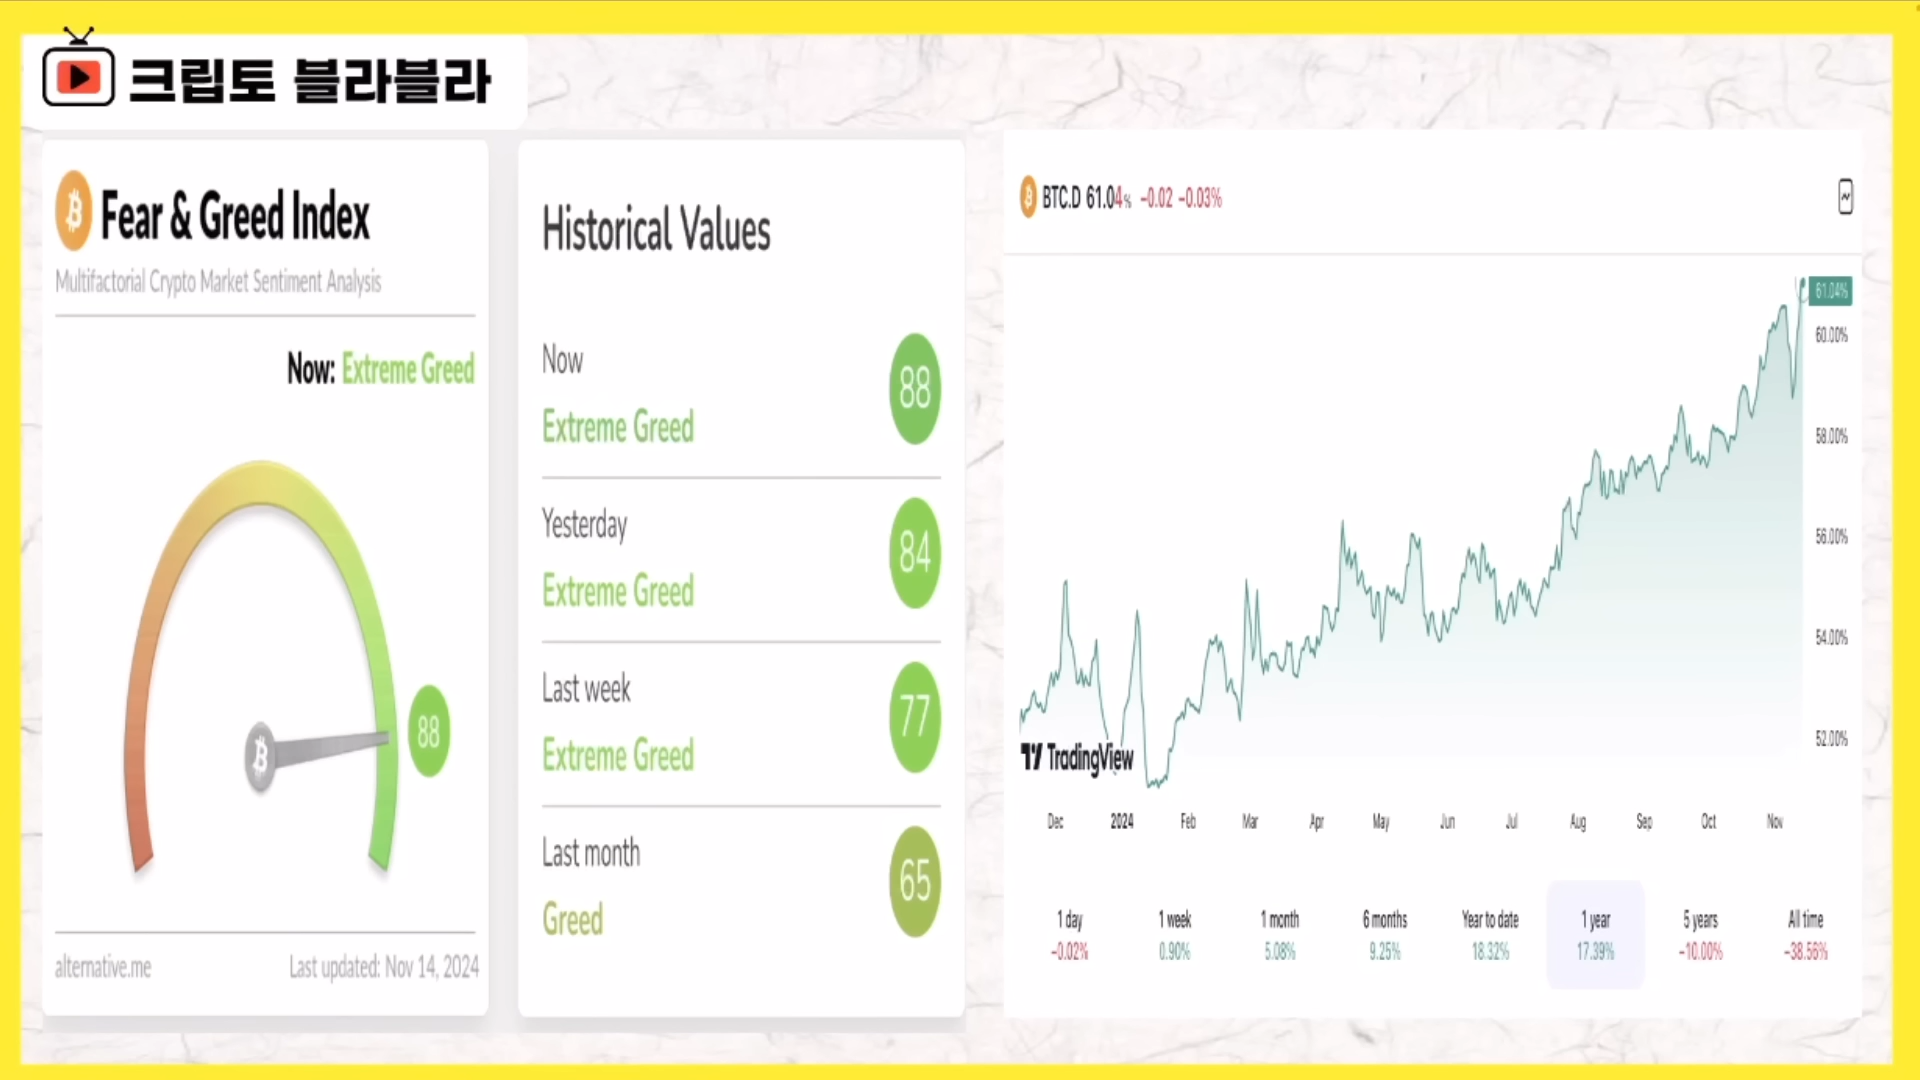 크립토 블라블라
Fear & Greed Index
Multifactorial Crypto Market Sentiment Analysis
Now: Extreme Greed
88
alternative.me
Last updated: Nov 14, 2024
Historical Values
Now
Extreme Greed
88
Yesterday
Extreme Greed
84
Last week
Extreme Greed
77
Last month
Greed
65
BTC.D 61.04% −0.02 −0.03%
61.04%
60.00%
58.00%
56.00%
54.00%
52.00%
TradingView
Dec 2024 Feb Mar Apr May Jun Jul Aug Sep Oct Nov
1 day 1 week 1 month 6 months Year to date 1 year 5 years All time
−0.02% 0.90% 5.08% 9.25% 18.32% 17.39% −10.00% −38.56%